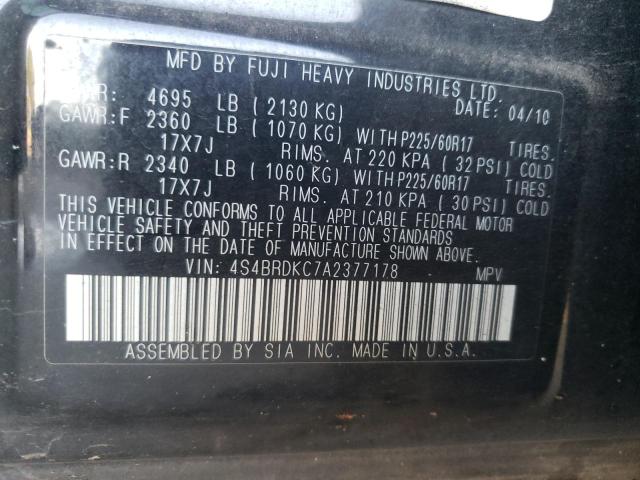 MFD BY FUJI HEAVY INDUSTRIES LTD.
DATE: 04/10
R: 4695 LB (2130 KG)
GAWR:F 2360 LB (1070 KG) WITH P225/60R17 TIRES.
17X7J RIMS. AT 220 KPA (32 PSI) COLD
GAWR:R 2340 LB (1060 KG) WITH P225/60R17 TIRES.
17X7J RIMS. AT 210 KPA (30 PSI) COLD
THIS VEHICLE CONFORMS TO ALL APPLICABLE FEDERAL MOTOR
VEHICLE SAFETY AND THEFT PREVENTION STANDARDS
IN EFFECT ON THE DATE OF MANUFACTURE SHOWN ABOVE.
VIN: 4S4BRDKC7A2377178 MPV
ASSEMBLED BY SIA INC. MADE IN U.S.A.